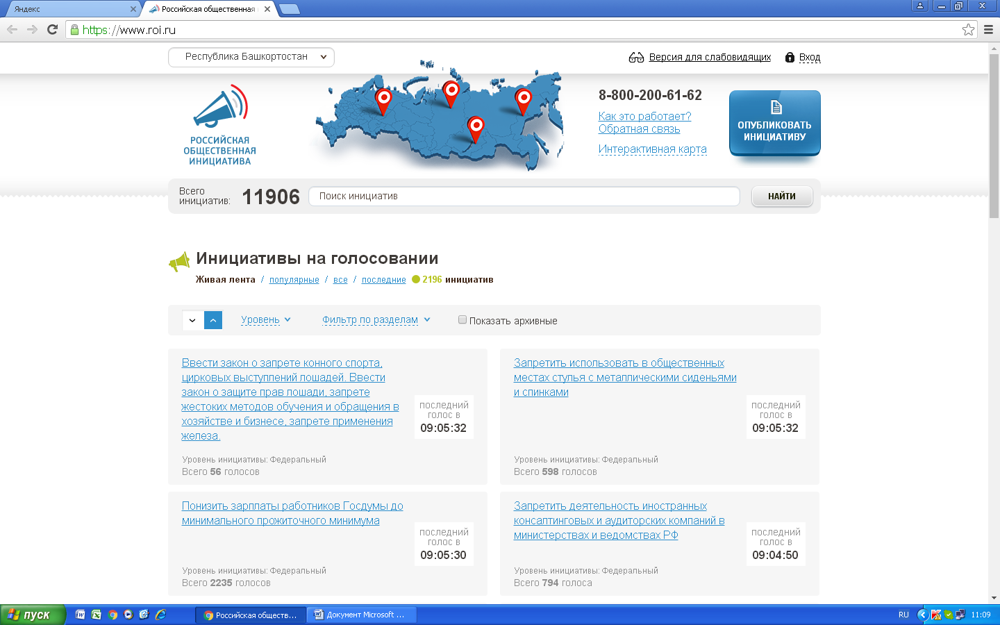 Яндекс
Российская общественная
https://www.roi.ru
Республика Башкортостан
Версия для слабовидящих
Вход
РОССИЙСКАЯ
ОБЩЕСТВЕННАЯ
ИНИЦИАТИВА
8-800-200-61-62
Как это работает?
Обратная связь
Интерактивная карта
ОПУБЛИКОВАТЬ
ИНИЦИАТИВУ
Всего
инициатив:
11906
Поиск инициатив
НАЙТИ
Инициативы на голосовании
Живая лента / популярные / все / последние 2196 инициатив
Уровень
Фильтр по разделам
Показать архивные
Ввести закон о запрете конного спорта,
цирковых выступлений лошадей. Ввести
закон о защите прав лошади, запрете
жестоких методов обучения и обращения в
хозяйстве и бизнесе, запрете применения
железа.
последний
голос в
09:05:32
Уровень инициативы: Федеральный
Всего 56 голосов
Запретить использовать в общественных
местах стулья с металлическими сиденьями
и спинками
последний
голос в
09:05:32
Уровень инициативы: Федеральный
Всего 598 голосов
Понизить зарплаты работников Госдумы до
минимального прожиточного минимума
последний
голос в
09:05:30
Уровень инициативы: Федеральный
Всего 2235 голосов
Запретить деятельность иностранных
консалтинговых и аудиторских компаний в
министерствах и ведомствах РФ
последний
голос в
09:04:50
Уровень инициативы: Федеральный
Всего 794 голоса
пуск
Российская обществ...
Документ Microsoft ...
RU
11:09